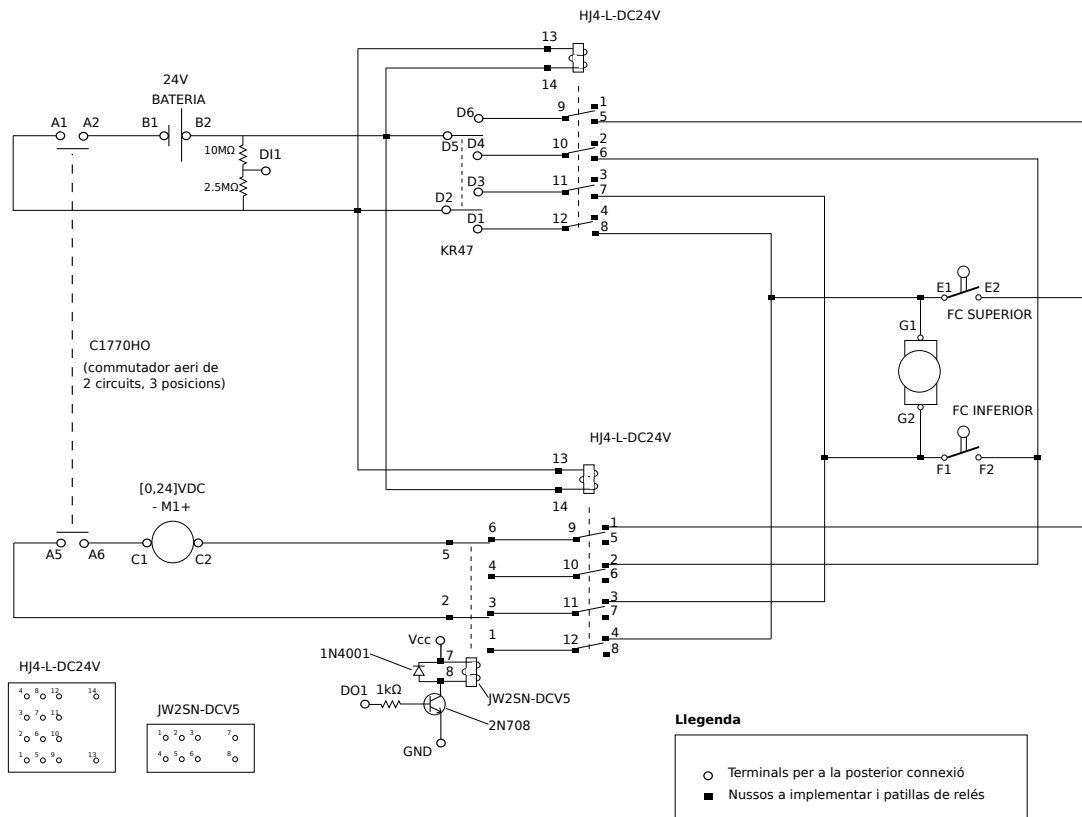 HJ4-L-DC24V
13
14
24V
BATERIA
A1 A2 B1 B2
10MΩ
DI1
2.5MΩ
D6
D5
D4
D3
D2
D1
KR47
9 1
5
10 2
6
11 3
7
12 4
8
C1770HO
(commutador aeri de
2 circuits, 3 posicions)
E1 E2
FC SUPERIOR
G1
G2
FC INFERIOR
F1 F2
HJ4-L-DC24V
13
14
[0,24]VDC
- M1+
A5 A6 C1 C2
5
2
6
4
3
1
9 1
5
10 2
6
11 3
7
12 4
8
Vcc
7
8
1N4001
JW2SN-DCV5
DO1 1kΩ
2N708
GND
HJ4-L-DC24V
4 8 12 14
3 7 11
2 6 10
1 5 9 13
JW2SN-DCV5
1 2 3 7
4 5 6 8
Llegenda
Terminals per a la posterior connexió
Nussos a implementar i patillas de relés